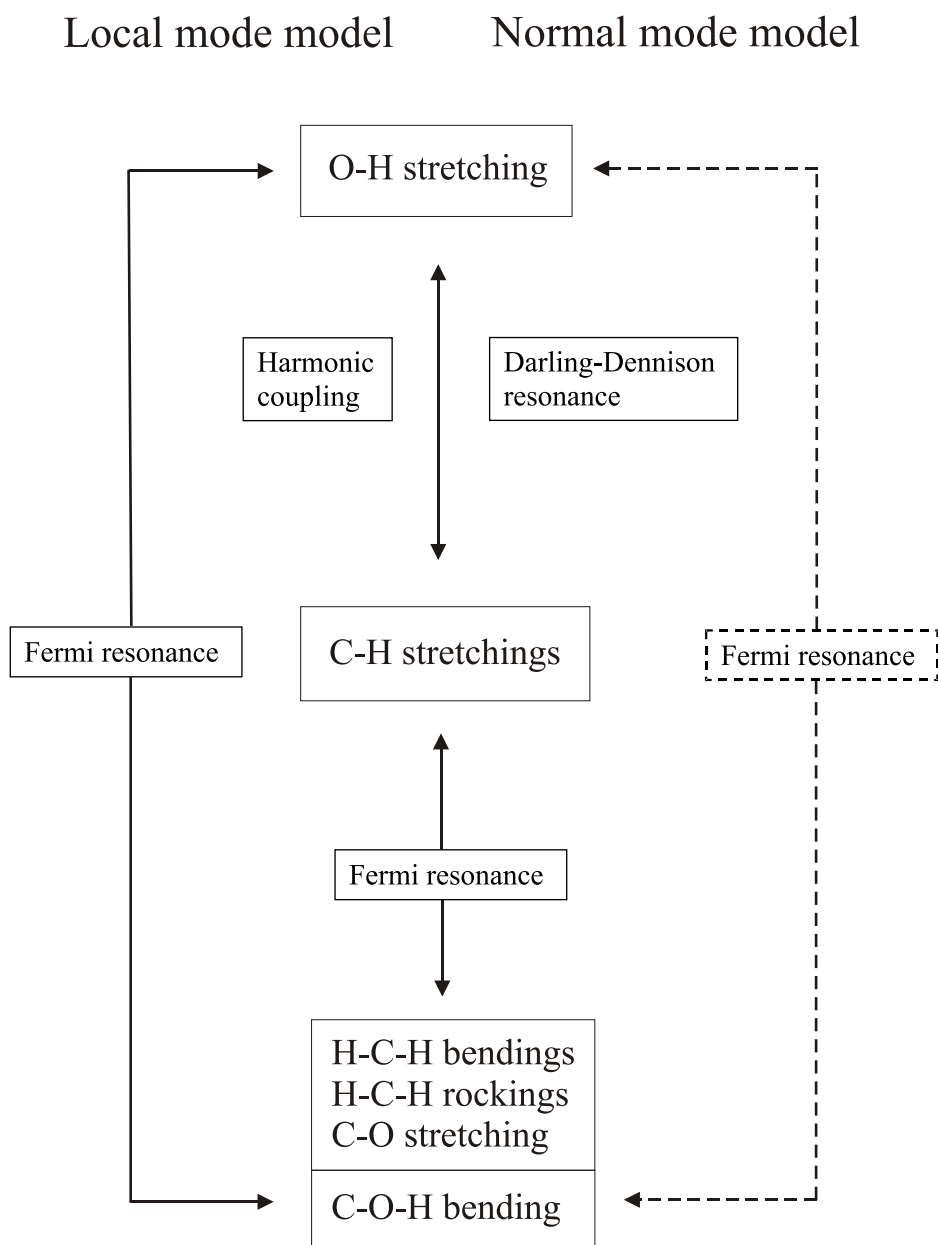 Local mode model
Normal mode model
O-H stretching
Harmonic
coupling
Darling-Dennison
resonance
Fermi resonance
C-H stretchings
Fermi resonance
Fermi resonance
H-C-H bendings
H-C-H rockings
C-O stretching
C-O-H bending